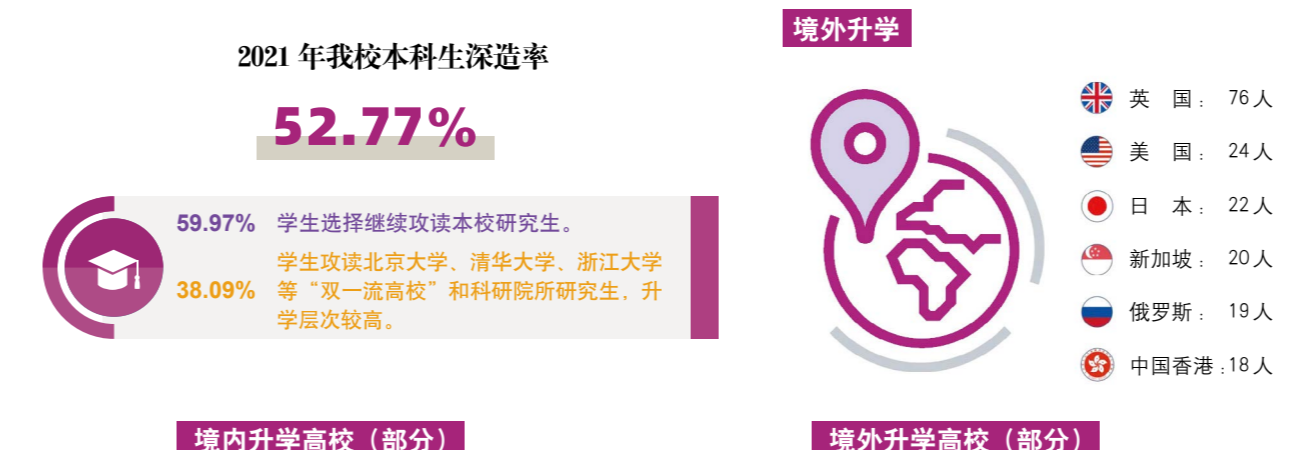 2021 年我校本科生深造率
52.77%
59.97% 学生选择继续攻读本校研究生。
学生攻读北京大学、清华大学、浙江大学
38.09% 等“双一流高校”和科研院所研究生，升
学层次较高。
境外升学
英 国： 76人
美 国： 24人
日 本： 22人
新加坡： 20人
俄罗斯： 19人
中国香港：18人
境内升学高校（部分）
境外升学高校（部分）